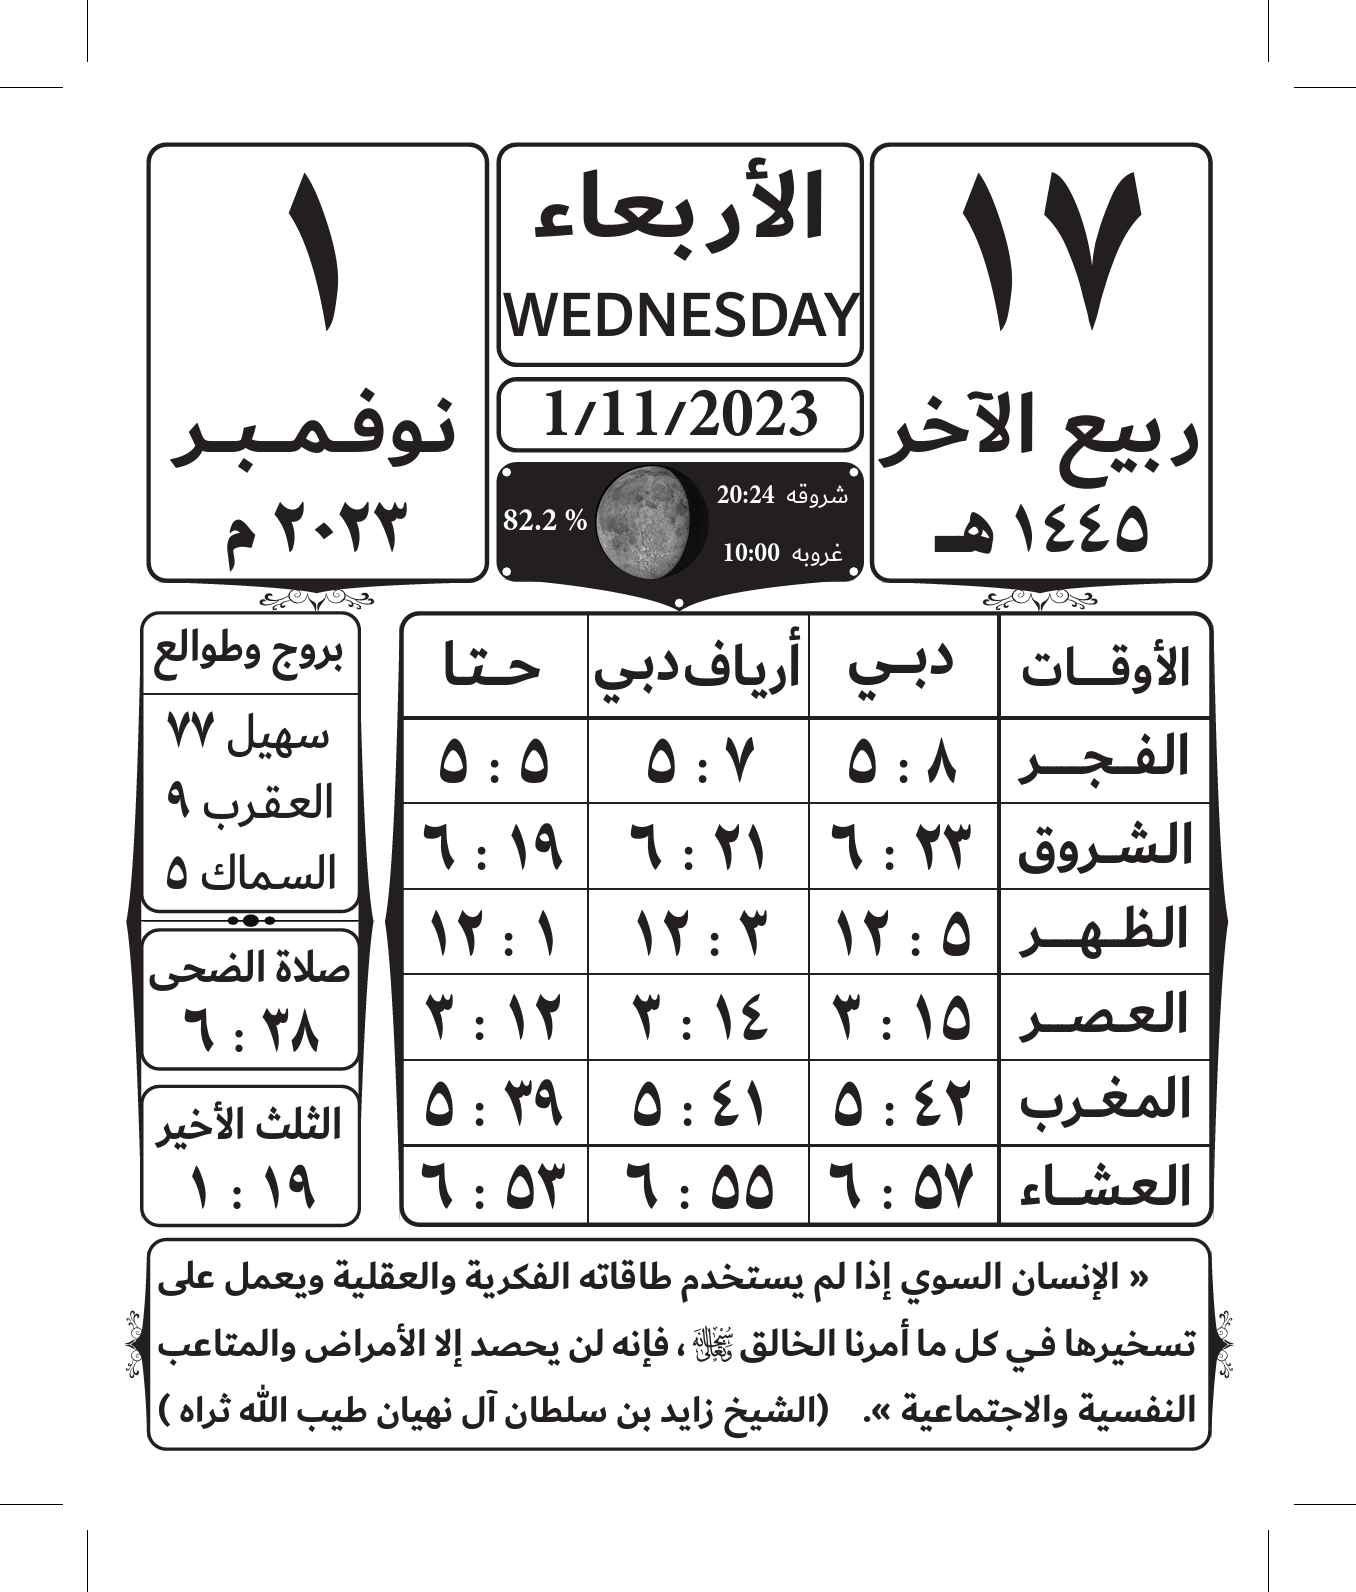 ١٧
ربيع الآخر
١٤٤٥ هـ
الأربعاء
WEDNESDAY
1/11/2023
شروقه 20:24
غروبه 10:00
82.2 %
١
نوفمبر
٢٠٢٣ م
الأوقات دبي أرياف دبي حتا
الفجر ٥ : ٨ ٥ : ٧ ٥ : ٥
الشروق ٦ : ٢٣ ٦ : ٢١ ٦ : ١٩
الظهر ١٢ : ٥ ١٢ : ٣ ١٢ : ١
العصر ٣ : ١٥ ٣ : ١٤ ٣ : ١٢
المغرب ٥ : ٤٢ ٥ : ٤١ ٥ : ٣٩
العشاء ٦ : ٥٧ ٦ : ٥٥ ٦ : ٥٣
بروج وطوالع
سهيل ٧٧
العقرب ٩
السماك ٥
صلاة الضحى
٦ : ٣٨
الثلث الأخير
١ : ١٩
« الإنسان السوي إذا لم يستخدم طاقاته الفكرية والعقلية ويعمل على
تسخيرها في كل ما أمرنا الخالق سبحانه وتعالى ، فإنه لن يحصد إلا الأمراض والمتاعب
النفسية والاجتماعية ». (الشيخ زايد بن سلطان آل نهيان طيب الله ثراه )